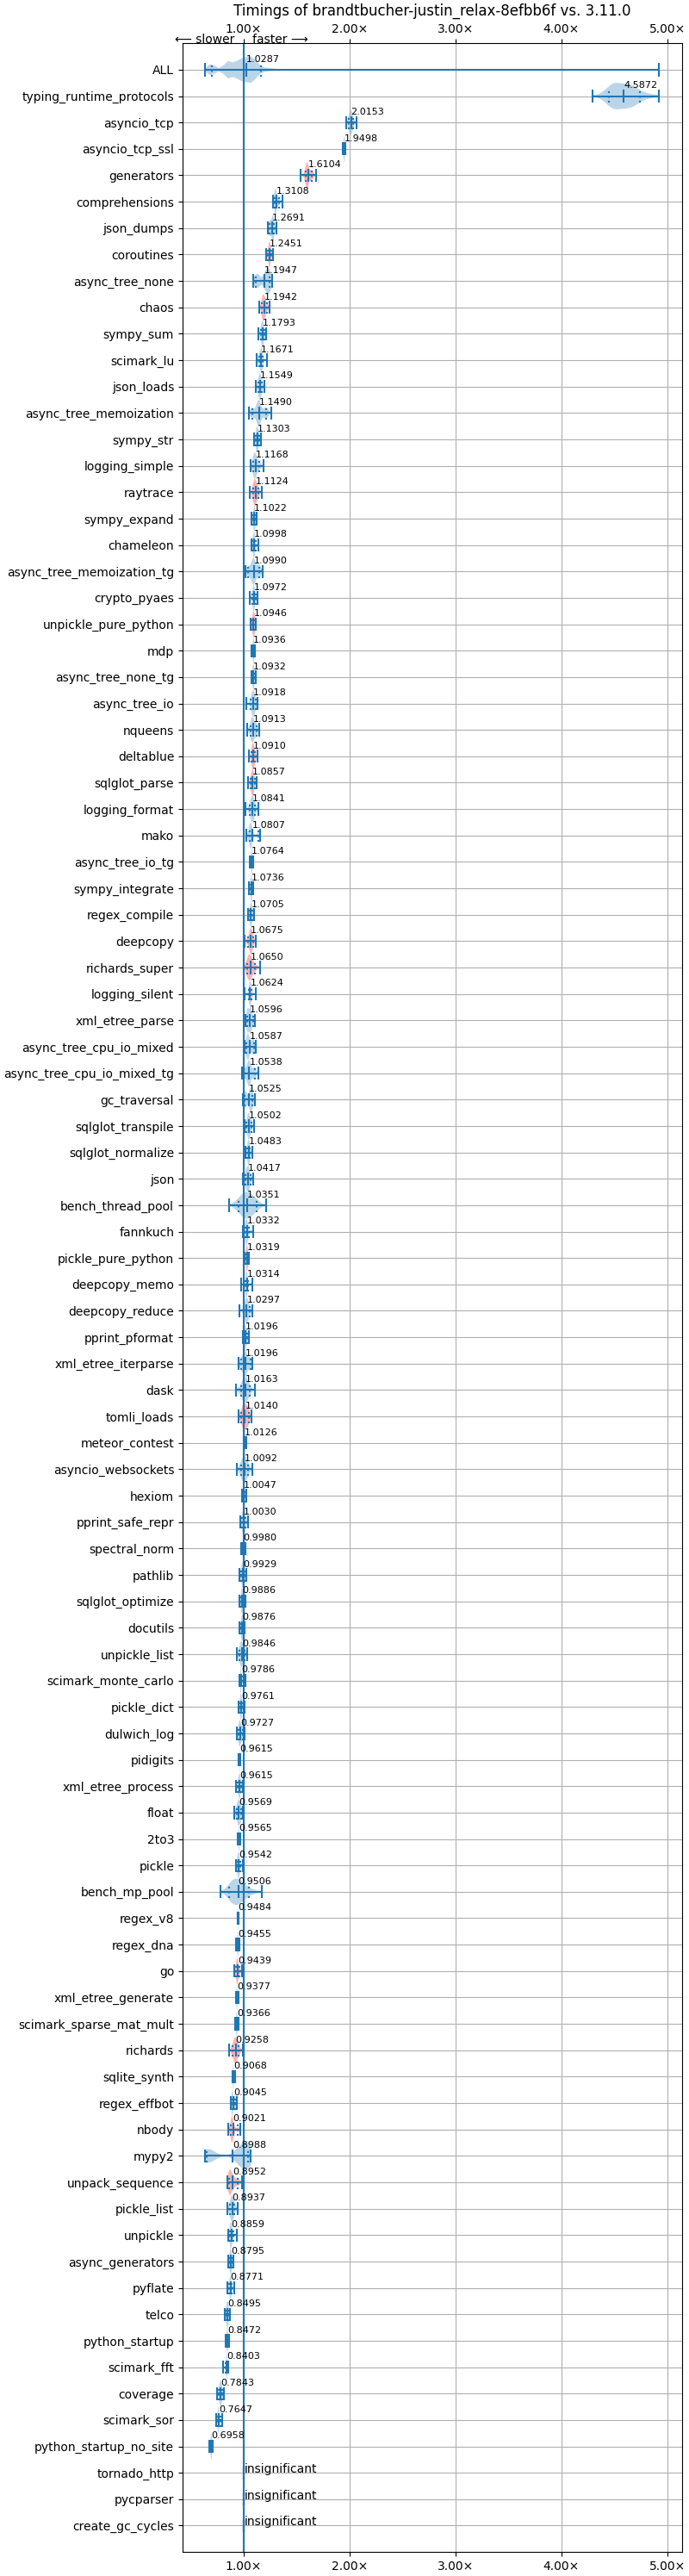 Timings of brandtbucher-justin_relax-8efbb6f vs. 3.11.0
1.00× 2.00× 3.00× 4.00× 5.00×
⟵ slower faster ⟶
ALL 1.0287
typing_runtime_protocols 4.5872
asyncio_tcp 2.0153
asyncio_tcp_ssl 1.9498
generators 1.6104
comprehensions 1.3108
json_dumps 1.2691
coroutines 1.2451
async_tree_none 1.1947
chaos 1.1942
sympy_sum 1.1793
scimark_lu 1.1671
json_loads 1.1549
async_tree_memoization 1.1490
sympy_str 1.1303
logging_simple 1.1168
raytrace 1.1124
sympy_expand 1.1022
chameleon 1.0998
async_tree_memoization_tg 1.0990
crypto_pyaes 1.0972
unpickle_pure_python 1.0946
mdp 1.0936
async_tree_none_tg 1.0932
async_tree_io 1.0918
nqueens 1.0913
deltablue 1.0910
sqlglot_parse 1.0857
logging_format 1.0841
mako 1.0807
async_tree_io_tg 1.0764
sympy_integrate 1.0736
regex_compile 1.0705
deepcopy 1.0675
richards_super 1.0650
logging_silent 1.0624
xml_etree_parse 1.0596
async_tree_cpu_io_mixed 1.0587
async_tree_cpu_io_mixed_tg 1.0538
gc_traversal 1.0525
sqlglot_transpile 1.0502
sqlglot_normalize 1.0483
json 1.0417
bench_thread_pool 1.0351
fannkuch 1.0332
pickle_pure_python 1.0319
deepcopy_memo 1.0314
deepcopy_reduce 1.0297
pprint_pformat 1.0196
xml_etree_iterparse 1.0196
dask 1.0163
tomli_loads 1.0140
meteor_contest 1.0126
asyncio_websockets 1.0092
hexiom 1.0047
pprint_safe_repr 1.0030
spectral_norm 0.9980
pathlib 0.9929
sqlglot_optimize 0.9886
docutils 0.9876
unpickle_list 0.9846
scimark_monte_carlo 0.9786
pickle_dict 0.9761
dulwich_log 0.9727
pidigits 0.9615
xml_etree_process 0.9615
float 0.9569
2to3 0.9565
pickle 0.9542
bench_mp_pool 0.9506
regex_v8 0.9484
regex_dna 0.9455
go 0.9439
xml_etree_generate 0.9377
scimark_sparse_mat_mult 0.9366
richards 0.9258
sqlite_synth 0.9068
regex_effbot 0.9045
nbody 0.9021
mypy2 0.8988
unpack_sequence 0.8952
pickle_list 0.8937
unpickle 0.8859
async_generators 0.8795
pyflate 0.8771
telco 0.8495
python_startup 0.8472
scimark_fft 0.8403
coverage 0.7843
scimark_sor 0.7647
python_startup_no_site 0.6958
tornado_http insignificant
pycparser insignificant
create_gc_cycles insignificant
1.00× 2.00× 3.00× 4.00× 5.00×